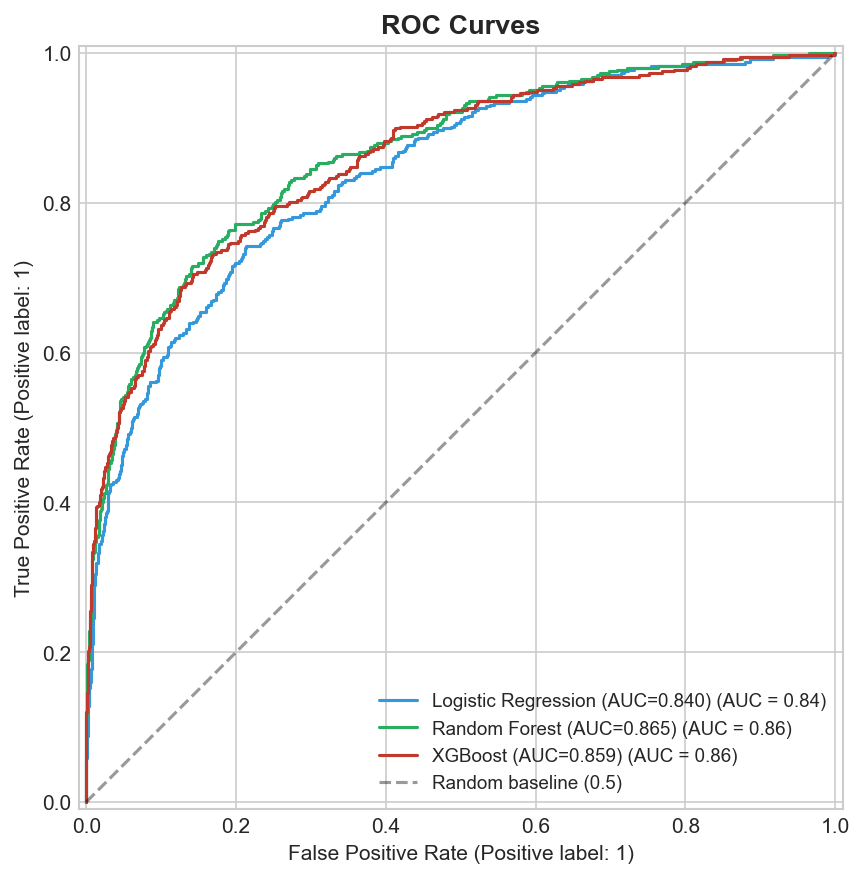 ROC Curves
True Positive Rate (Positive label: 1)
1.0
0.8
0.6
0.4
0.2
0.0
Logistic Regression (AUC=0.840) (AUC = 0.84)
Random Forest (AUC=0.865) (AUC = 0.86)
XGBoost (AUC=0.859) (AUC = 0.86)
Random baseline (0.5)
0.0 0.2 0.4 0.6 0.8 1.0
False Positive Rate (Positive label: 1)